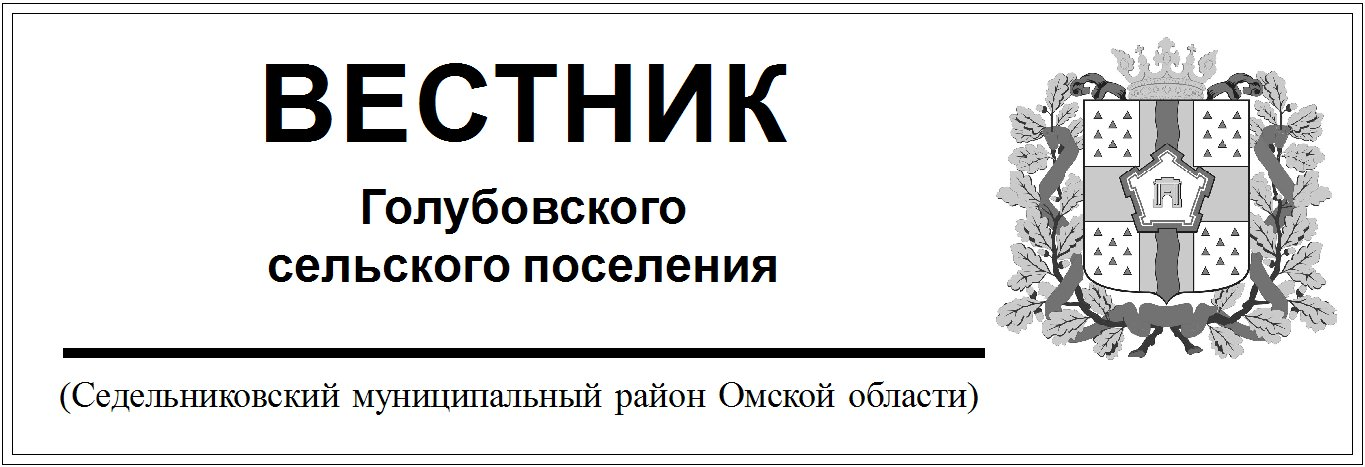 ВЕСТНИК
Голубовского
сельского поселения
(Седельниковский муниципальный район Омской области)